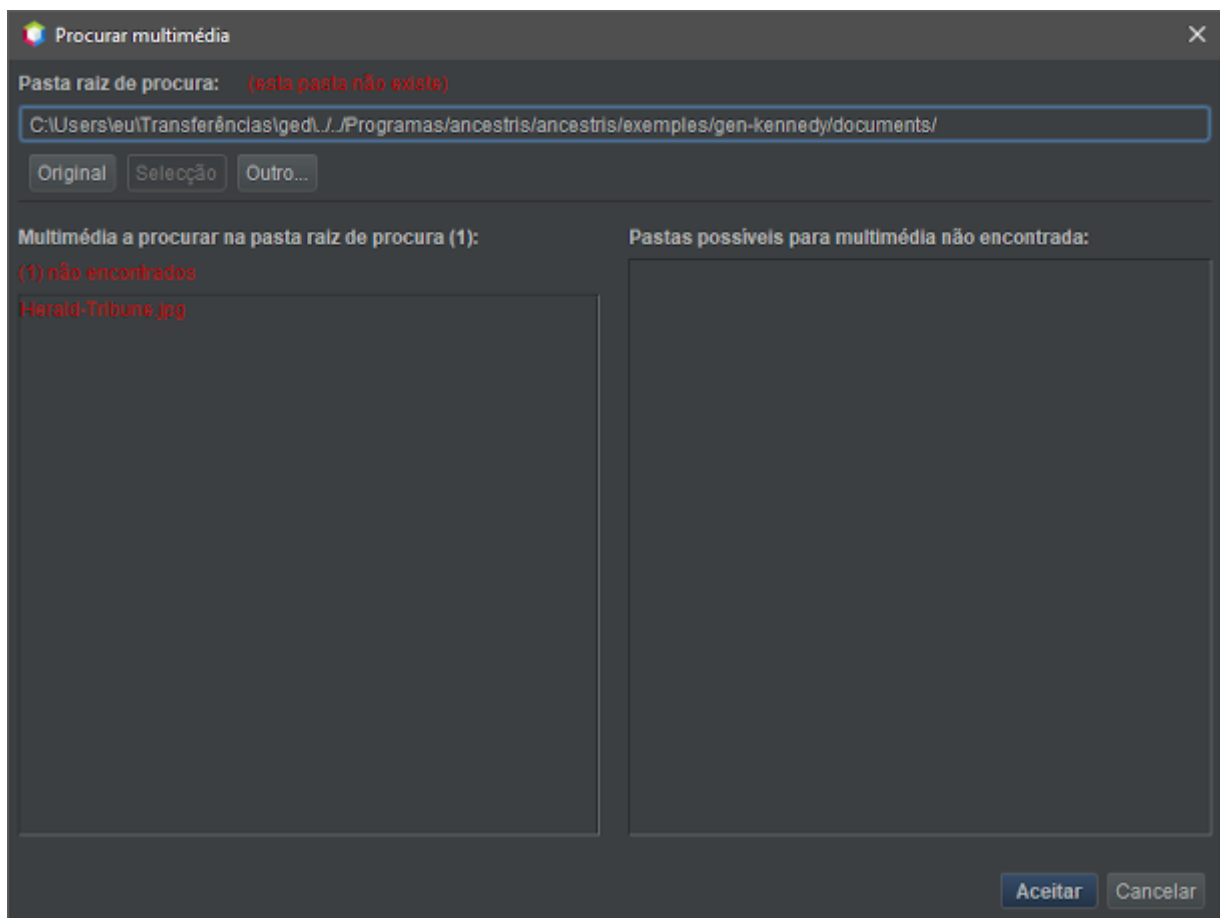 Procurar multimédia
Pasta raiz de procura: (esta pasta não existe)
C:\Users\eu\Transferências\ged\../../Programas/ancestris/ancestris/exemples/gen-kennedy/documents/
Original Selecção Outro...
Multimédia a procurar na pasta raiz de procura (1):
(1) não encontrados
Herald-Tribune.jpg
Pastas possíveis para multimédia não encontrada:
Aceitar Cancelar